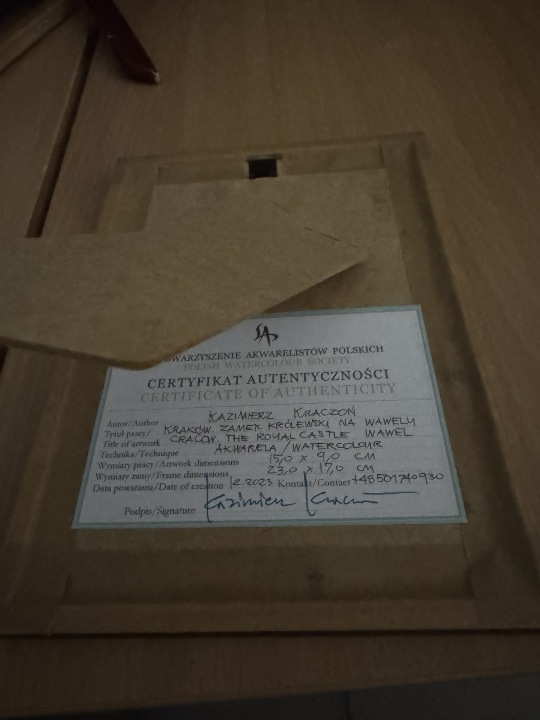 TOWARZYSZENIE AKWARELISTÓW POLSKICH
POLISH WATERCOLOUR SOCIETY
CERTYFIKAT AUTENTYCZNOŚCI
CERTIFICATE OF AUTHENTICITY
Autor/Author KAZIMIERZ KRACZOŃ
Tytuł pracy/ KRAKÓW. ZAMEK KRÓLEWSKI NA WAWELU
Title of artwork CRACOW. THE ROYAL CASTLE WAWEL
Technika/Technique AKWARELA/WATERCOLOUR
Wymiary pracy/Artwork dimensions 15,0 x 9,0 CM
Wymiary ramy/Frame dimensions 23,0 x 17,0 CM
Data powstania/Date of creation 12.2023 Kontakt/Contact +48501740930
Podpis/Signature Kazimierz Kraczoń